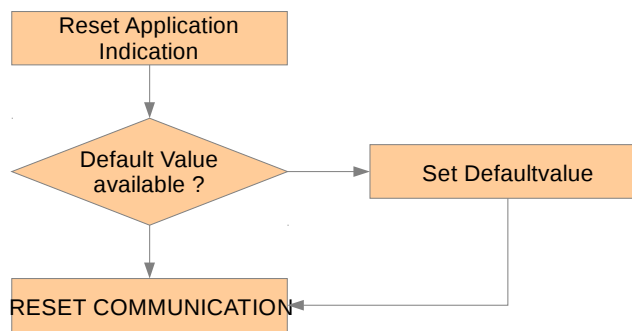 Reset Application
Indication
Default Value
available ?
Set Defaultvalue
RESET COMMUNICATION